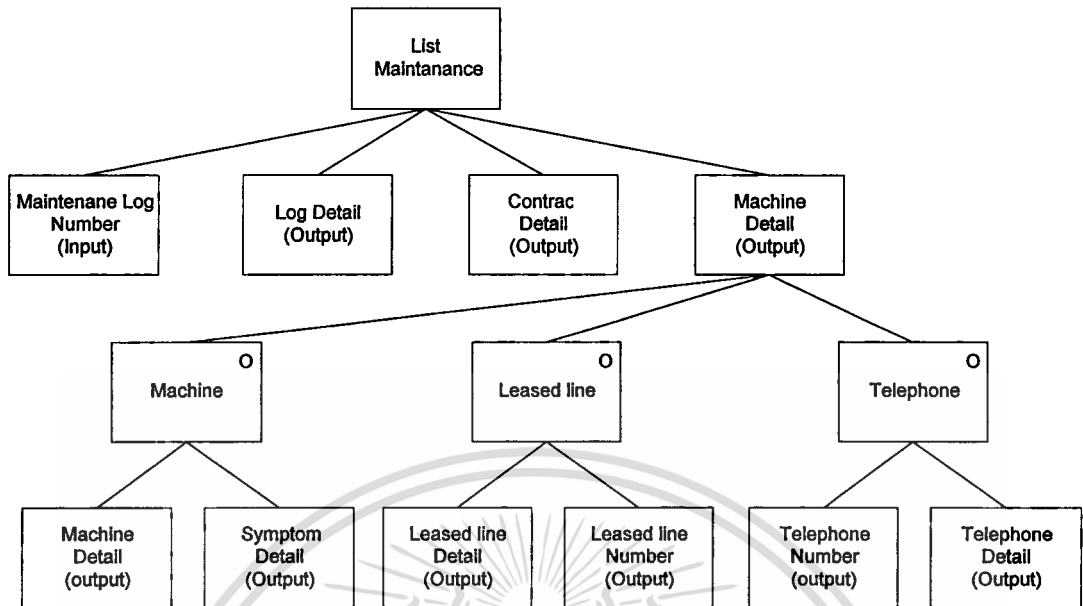 List
Maintanance
Maintenane Log
Number
(Input)
Log Detail
(Output)
Contrac
Detail
(Output)
Machine
Detail
(Output)
O
Machine
O
Leased line
O
Telephone
Machine
Detail
(output)
Symptom
Detail
(Output)
Leased line
Detail
(Output)
Leased line
Number
(Output)
Telephone
Number
(output)
Telephone
Detail
(Output)